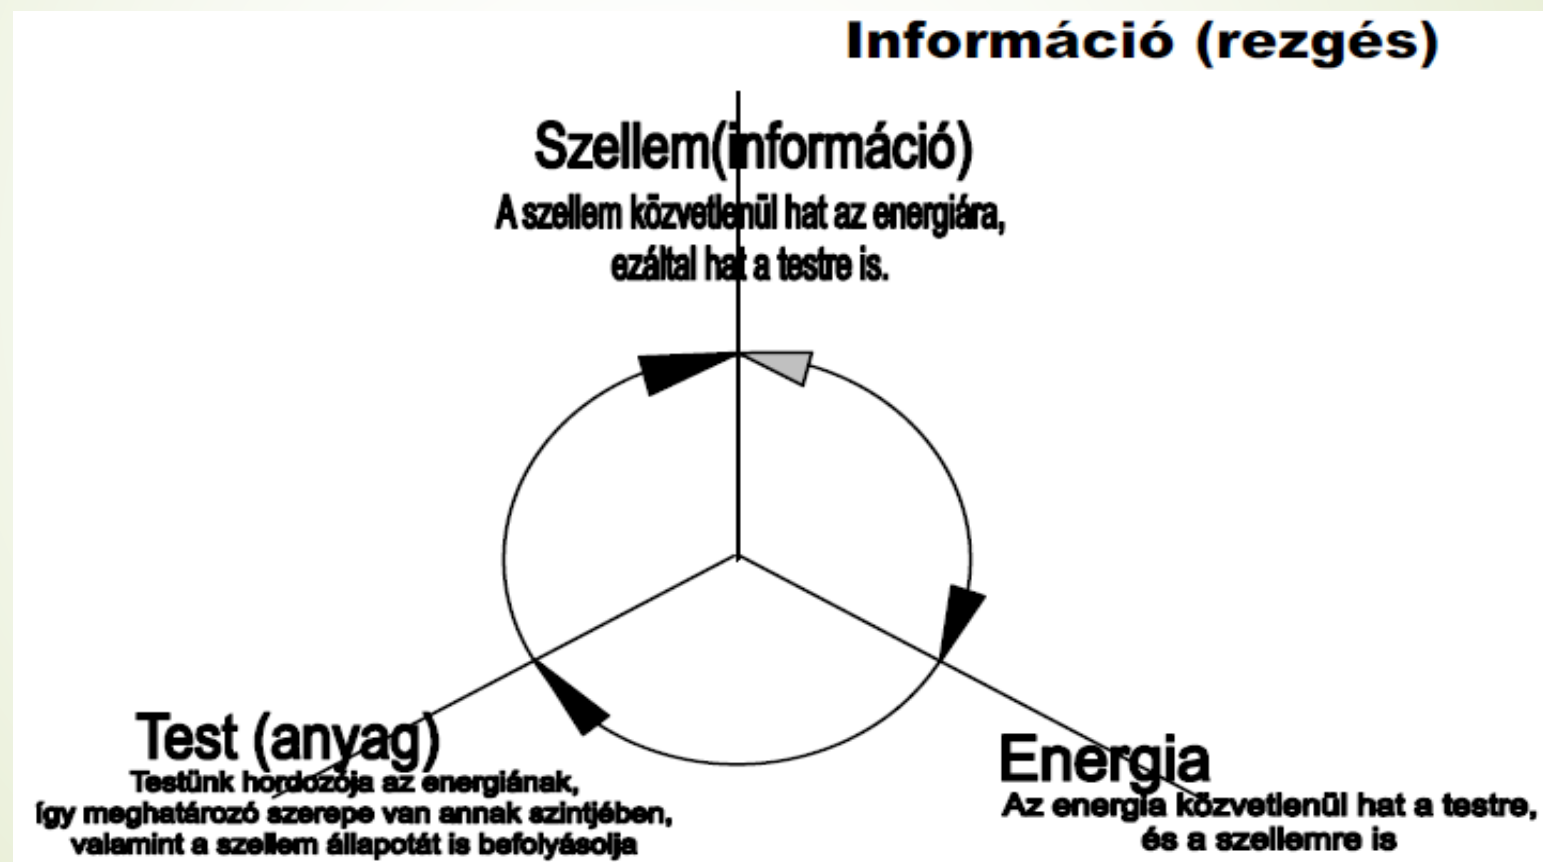 Információ (rezgés)
Szellem(információ)
A szellem közvetlenül hat az energiára,
ezáltal hat a testre is.
Test (anyag)
Testünk hordozója az energiának,
így meghatározó szerepe van annak szintjében,
valamint a szellem állapotát is befolyásolja
Energia
Az energia közvetlenül hat a testre,
és a szellemre is